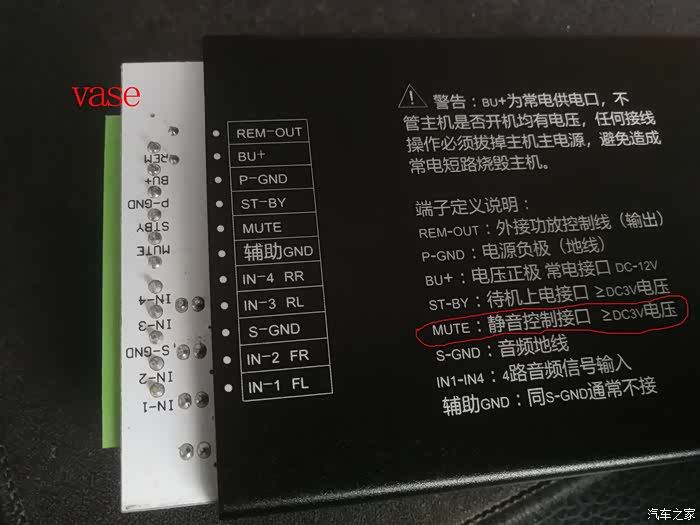 vase
REM
BU+
P-GND
STBY
MUTE
IN-4
IN-3
S-GND
IN-2
IN-1
REM-OUT
BU+
P-GND
ST-BY
MUTE
辅助GND
IN-4 RR
IN-3 RL
S-GND
IN-2 FR
IN-1 FL
警告：BU+为常电供电口，不
管主机是否开机均有电压，任何接线
操作必须拔掉主机主电源，避免造成
常电短路烧毁主机。
端子定义说明：
REM-OUT：外接功放控制线（输出）
P-GND：电源负极（地线）
BU+：电压正极 常电接口 DC-12V
ST-BY：待机上电接口 ≥DC3V电压
MUTE：静音控制接口 ≥DC3V电压
S-GND：音频地线
IN1-IN4：4路音频信号输入
辅助GND：同S-GND通常不接
汽车之家